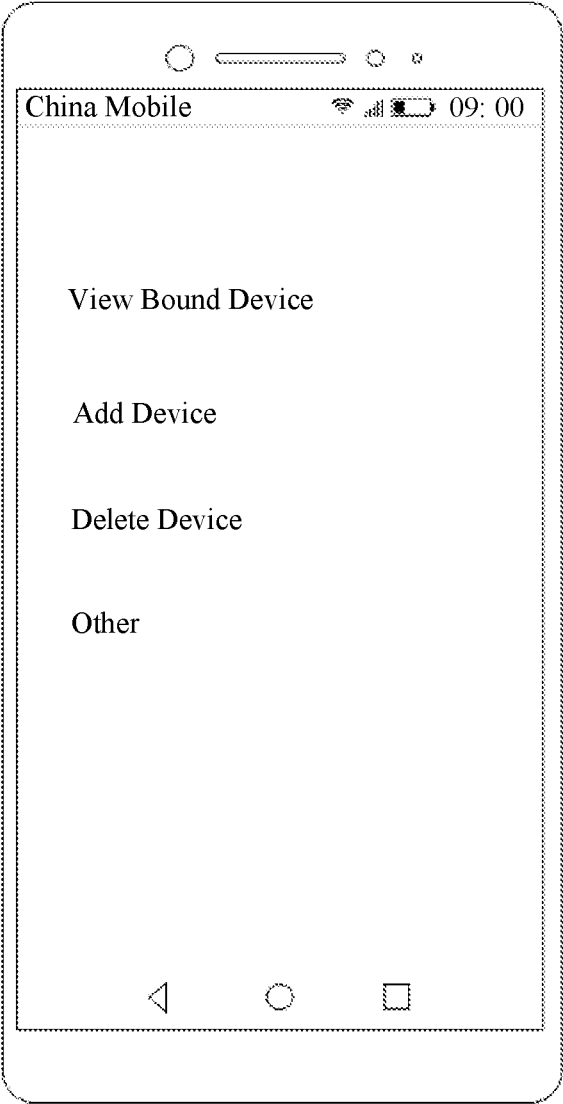 China Mobile 09: 00
View Bound Device
Add Device
Delete Device
Other